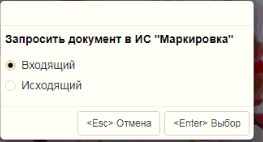 Запросить документ в ИС "Маркировка"
Входящий
Исходящий
<Esc> Отмена <Enter> Выбор